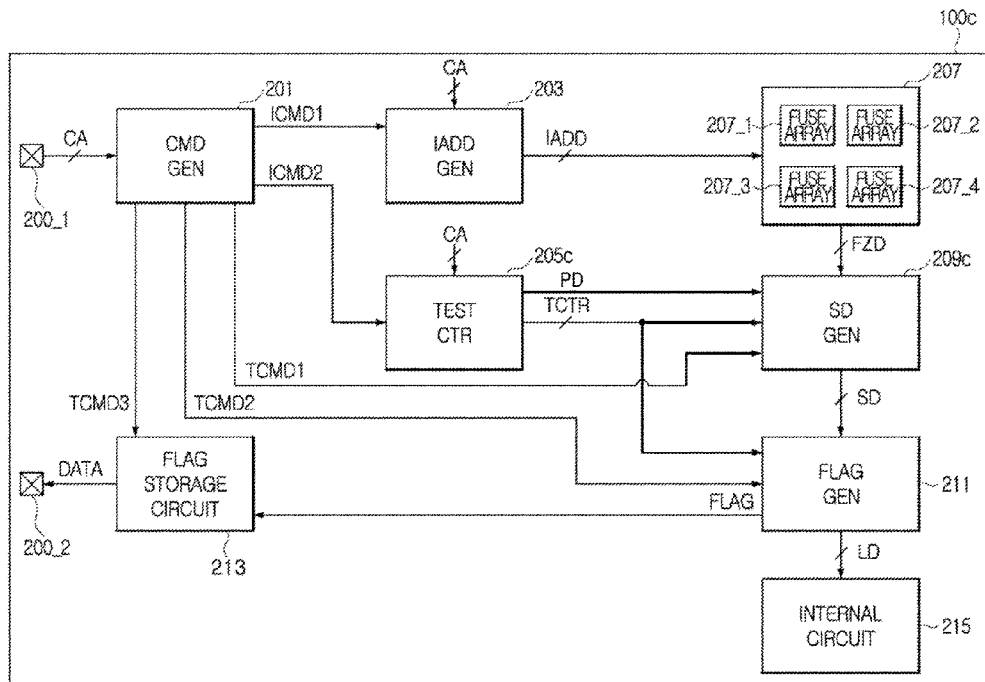 100c
CA
200_1
201
CMD
GEN
ICMD1
ICMD2
CA
203
IADD
GEN
IADD
207
207_1
FUSE
ARRAY
FUSE
ARRAY
207_2
207_3
FUSE
ARRAY
FUSE
ARRAY
207_4
FZD
CA
205c
TEST
CTR
PD
TCTR
209c
SD
GEN
TCMD1
TCMD3
TCMD2
SD
DATA
200_2
FLAG
STORAGE
CIRCUIT
213
FLAG
FLAG
GEN
211
LD
INTERNAL
CIRCUIT
215